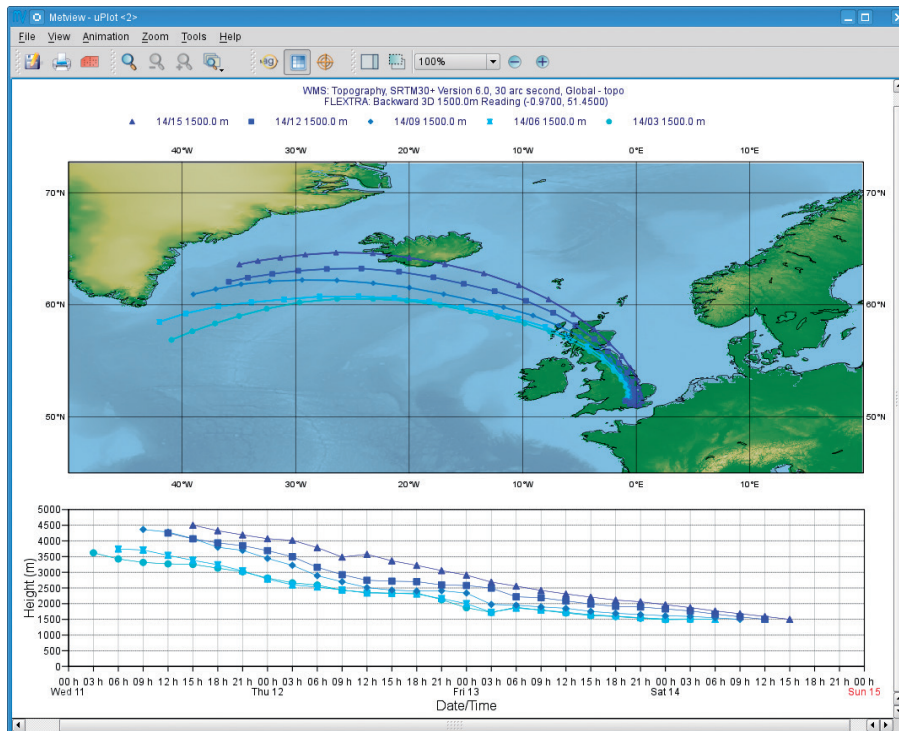 Metview - uPlot <2>
File View Animation Zoom Tools Help
ag 100%
WMS: Topography, SRTM30+ Version 6.0, 30 arc second, Global - topo
FLEXTRA: Backward 3D 1500.0m Reading (-0.9700, 51.4500)
14/15 1500.0 m 14/12 1500.0 m 14/09 1500.0 m 14/06 1500.0 m 14/03 1500.0 m
40°W 30°W 20°W 10°W 0°E 10°E
70°N 70°N
60°N 60°N
50°N 50°N
40°W 30°W 20°W 10°W 0°E 10°E
5000
4500
4000
3500
3000
2500
2000
1500
1000
500
0
Height (m)
00 h 03 h 06 h 09 h 12 h 15 h 18 h 21 h 00 h 03 h 06 h 09 h 12 h 15 h 18 h 21 h 00 h 03 h 06 h 09 h 12 h 15 h 18 h 21 h 00 h 03 h 06 h 09 h 12 h 15 h 18 h 21 h 00 h
Wed 11 Thu 12 Fri 13 Sat 14 Sun 15
Date/Time